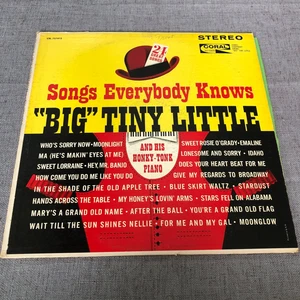 STEREO
21
CORAL
Songs Everybody Knows
"BIG" TINY LITTLE
AND HIS
HONKY-TONK
PIANO
WHO'S SORRY NOW•MOONLIGHT
MA (HE'S MAKIN' EYES AT ME)
SWEET LORRAINE•HEY, MR. BANJO
HOW COME YOU DO ME LIKE YOU DO
SWEET ROSIE O'GRADY•EMALINE
LONESOME AND SORRY • IDAHO
DOES YOUR HEART BEAT FOR ME
GIVE MY REGARDS TO BROADWAY
IN THE SHADE OF THE OLD APPLE TREE • BLUE SKIRT WALTZ • STARDUST
HANDS ACROSS THE TABLE • MY HONEY'S LOVIN' ARMS • STARS FELL ON ALABAMA
MARY'S A GRAND OLD NAME • AFTER THE BALL • YOU'RE A GRAND OLD FLAG
WAIT TILL THE SUN SHINES NELLIE • FOR ME AND MY GAL • MOONGLOW